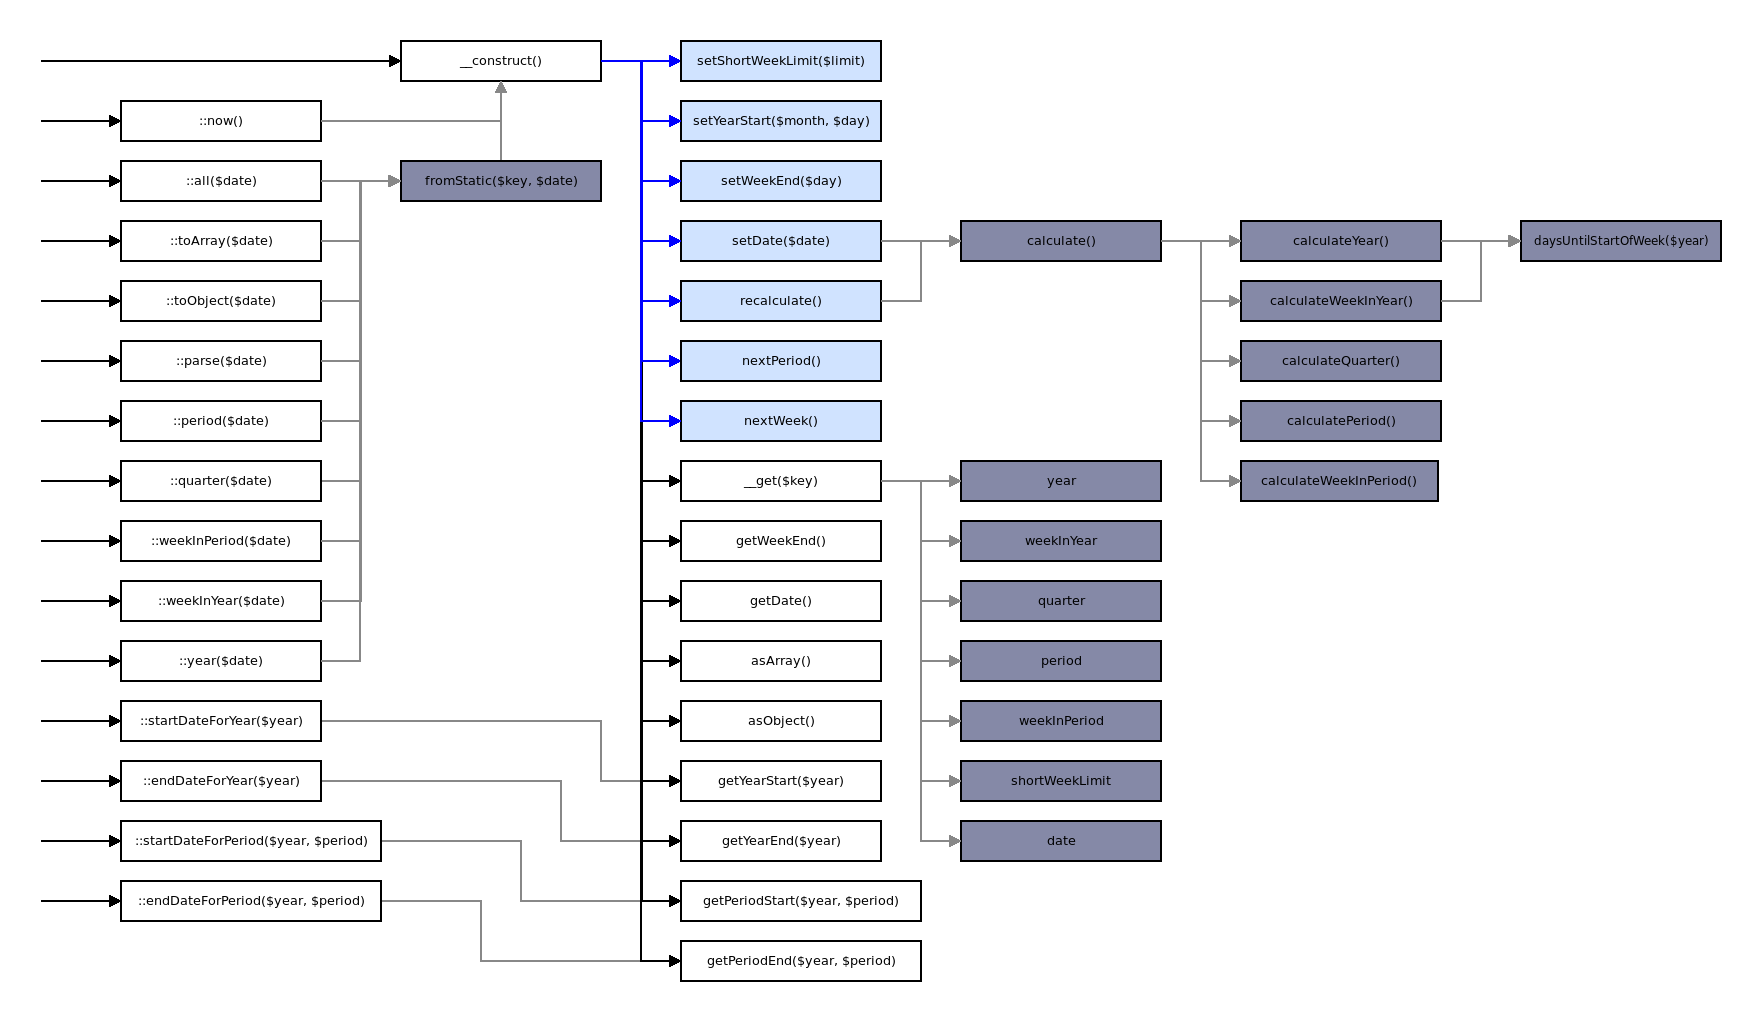 __construct()
setShortWeekLimit($limit)
::now()
setYearStart($month, $day)
::all($date)
fromStatic($key, $date)
setWeekEnd($day)
::toArray($date)
setDate($date)
calculate()
calculateYear()
daysUntilStartOfWeek($year)
::toObject($date)
recalculate()
calculateWeekInYear()
::parse($date)
nextPeriod()
calculateQuarter()
::period($date)
nextWeek()
calculatePeriod()
::quarter($date)
__get($key)
year
calculateWeekInPeriod()
::weekInPeriod($date)
getWeekEnd()
weekInYear
::weekInYear($date)
getDate()
quarter
::year($date)
asArray()
period
::startDateForYear($year)
asObject()
weekInPeriod
::endDateForYear($year)
getYearStart($year)
shortWeekLimit
::startDateForPeriod($year, $period)
getYearEnd($year)
date
::endDateForPeriod($year, $period)
getPeriodStart($year, $period)
getPeriodEnd($year, $period)